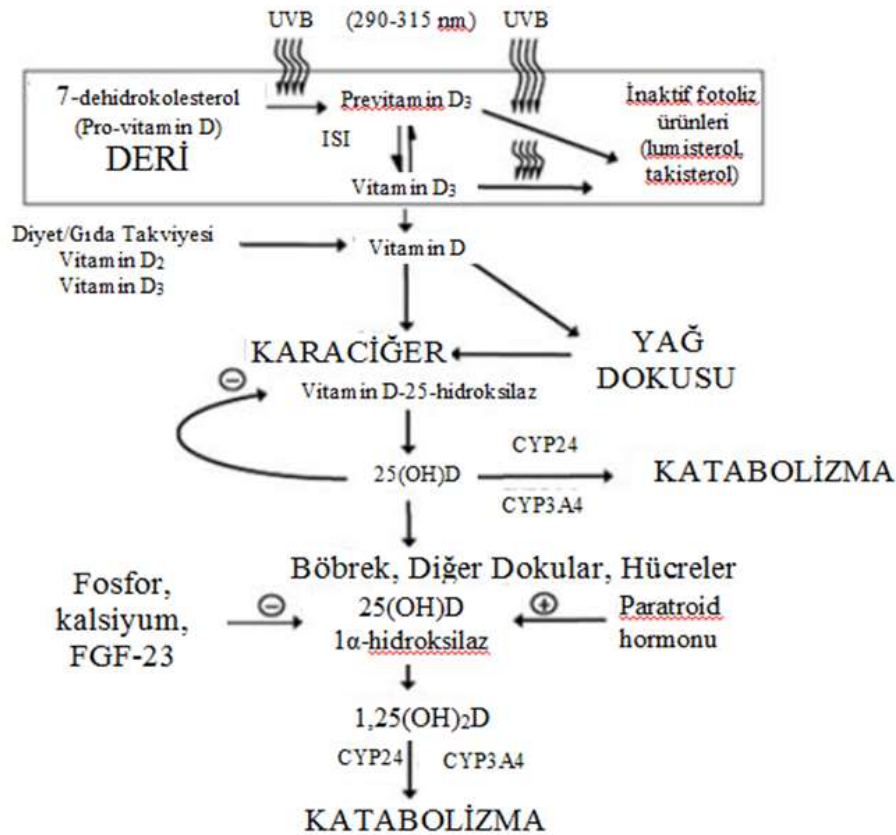 UVB (290-315 nm) UVB
7-dehidrokolesterol
(Pro-vitamin D)
DERİ
Previtamin D₃
ISI
Vitamin D₃
İnaktif fotoliz
ürünleri
(lumisterol,
takisterol)
Diyet/Gıda Takviyesi
Vitamin D₂
Vitamin D₃
Vitamin D
KARACİĞER
Vitamin D-25-hidroksilaz
YAĞ
DOKUSU
25(OH)D
CYP24
CYP3A4
KATABOLİZMA
Böbrek, Diğer Dokular, Hücreler
Fosfor,
kalsiyum,
FGF-23
25(OH)D
1α-hidroksilaz
Paratroid
hormonu
1,25(OH)₂D
CYP24 CYP3A4
KATABOLİZMA